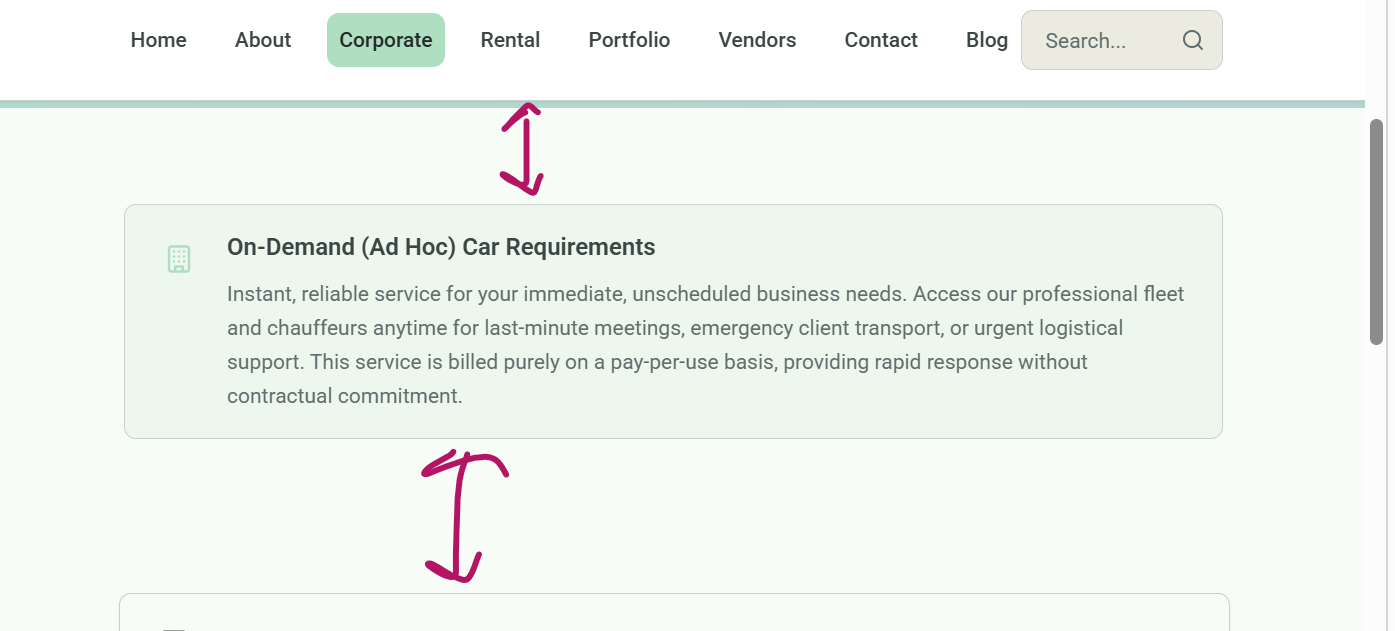 Home About Corporate Rental Portfolio Vendors Contact Blog Search...
On-Demand (Ad Hoc) Car Requirements
Instant, reliable service for your immediate, unscheduled business needs. Access our professional fleet
and chauffeurs anytime for last-minute meetings, emergency client transport, or urgent logistical
support. This service is billed purely on a pay-per-use basis, providing rapid response without
contractual commitment.